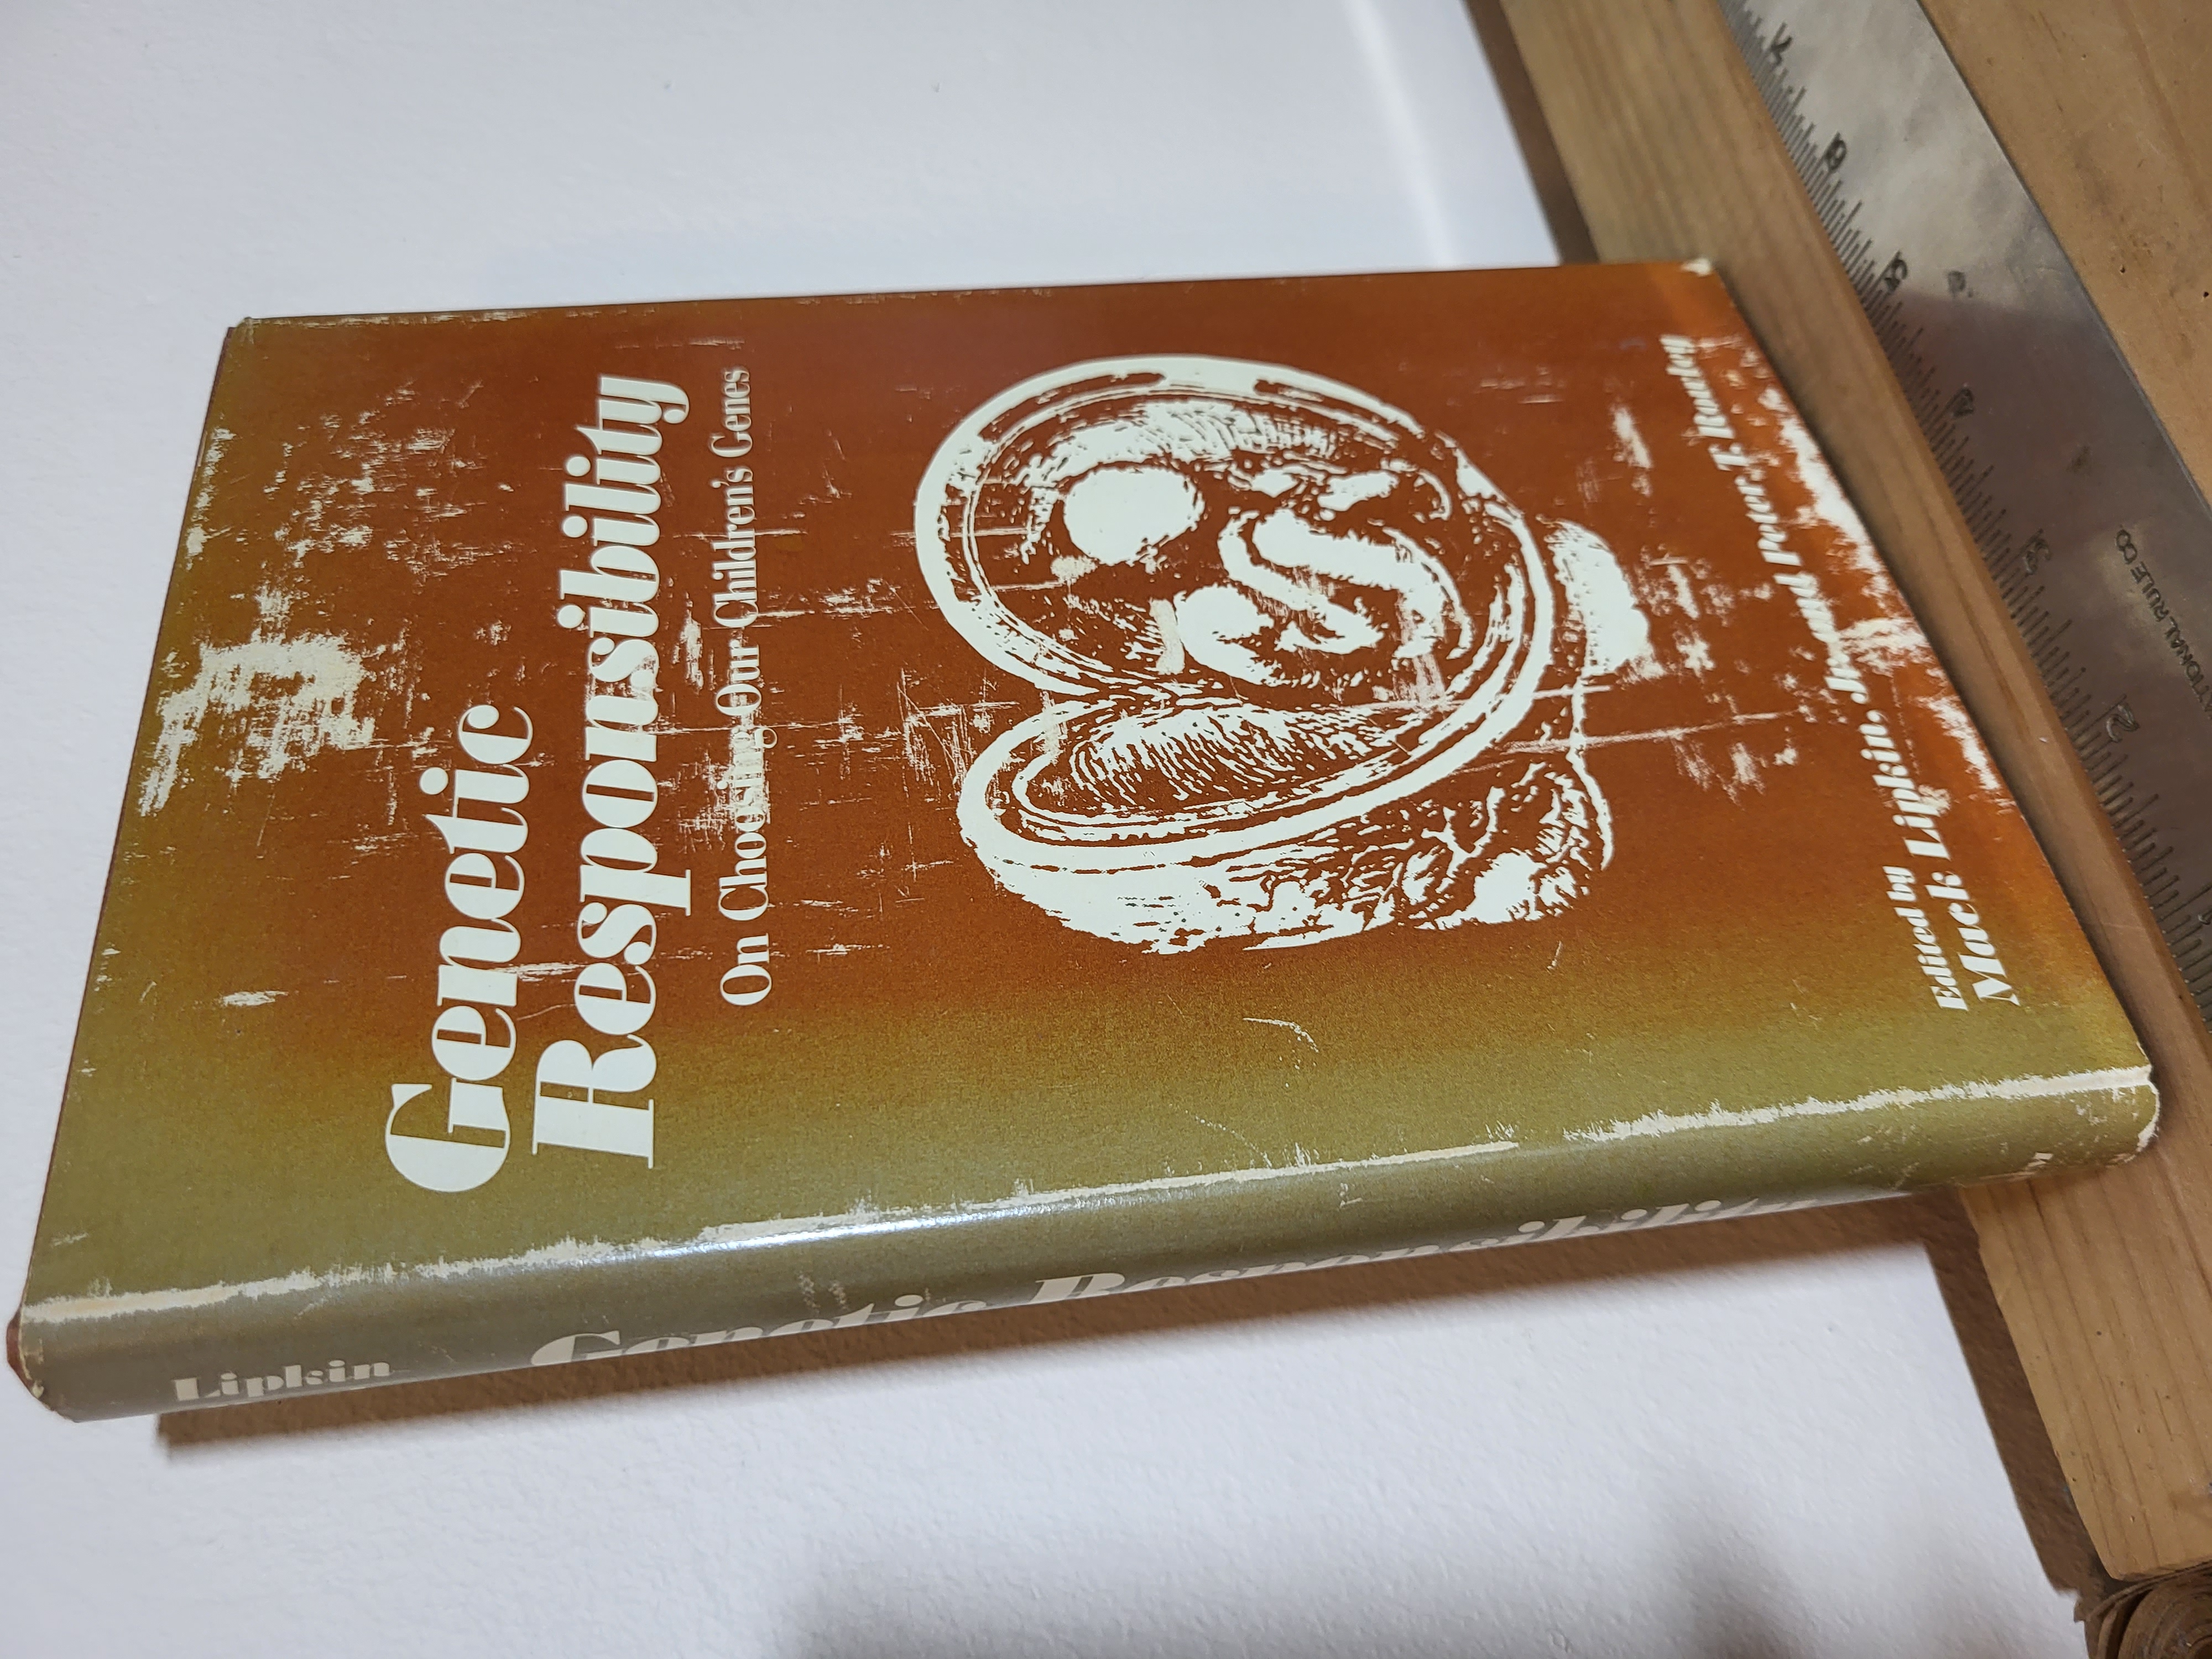 Genetic
Responsibility
On Choosing Our Children's Genes
Edited by
Mack Lipkin, Jr. and Peter T. Rowley
Lipkin
Genetic Responsibility